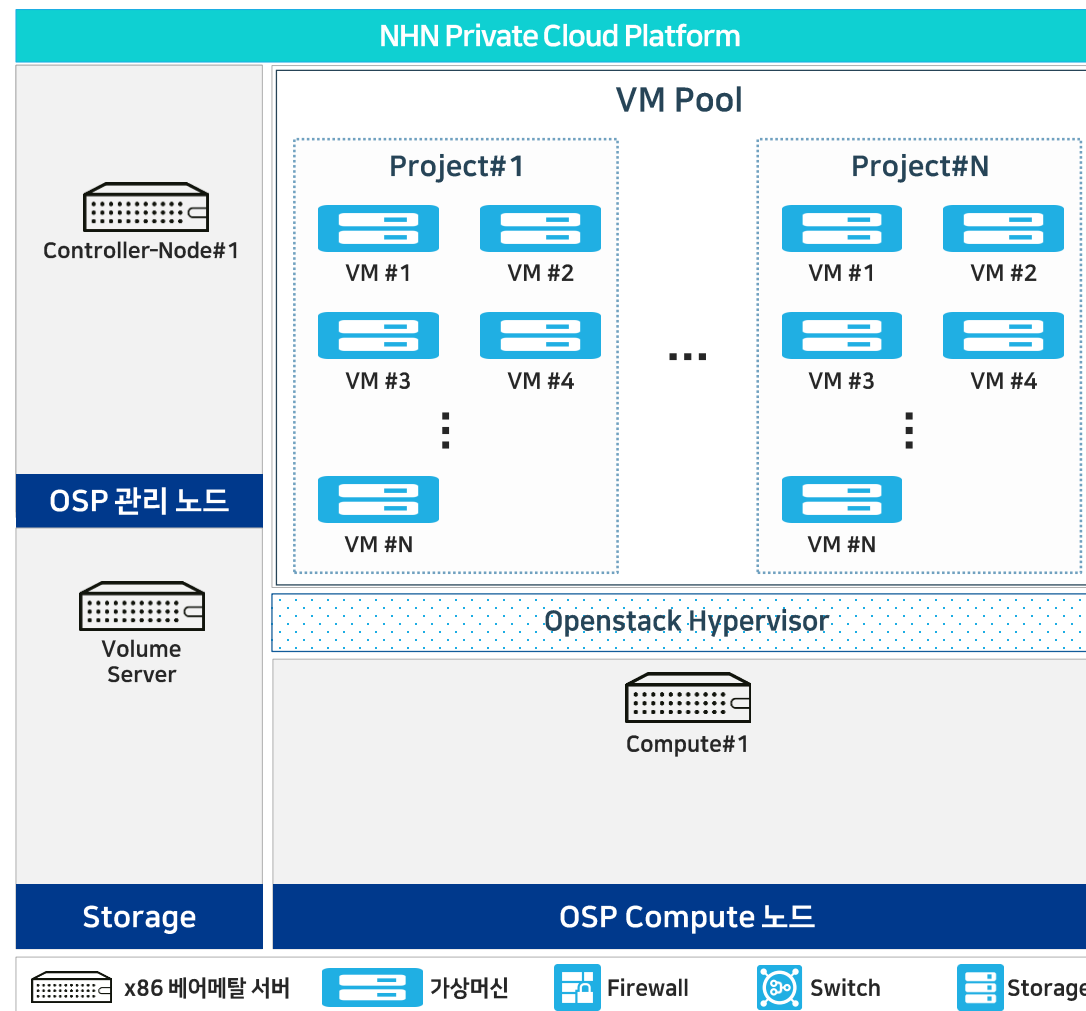 NHN Private Cloud Platform
Controller-Node#1
OSP 관리 노드
Volume
Server
Storage
VM Pool
Project#1
VM #1
VM #2
VM #3
VM #4
⋮
VM #N
...
Project#N
VM #1
VM #2
VM #3
VM #4
⋮
VM #N
Openstack Hypervisor
Compute#1
OSP Compute 노드
x86 베어메탈 서버
가상머신
Firewall
Switch
Storage